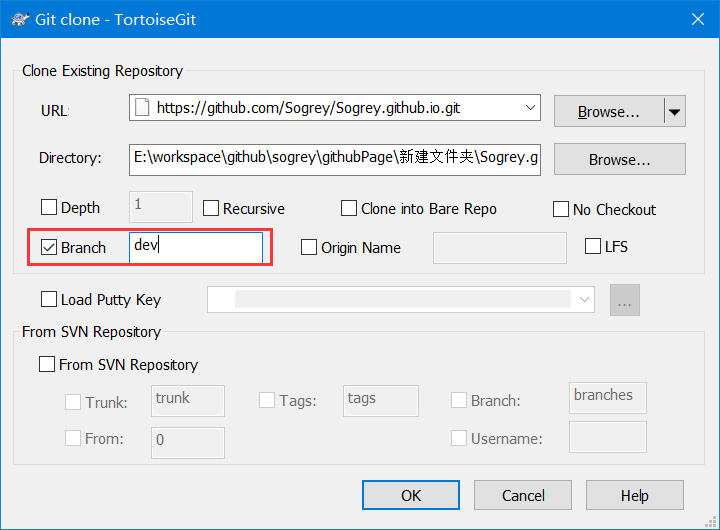 Git clone - TortoiseGit
Clone Existing Repository
URL: https://github.com/Sogrey/Sogrey.github.io.git Browse...
Directory: E:\workspace\github\sogrey\githubPage\新建文件夹\Sogrey.g Browse...
Depth 1 Recursive Clone into Bare Repo No Checkout
Branch dev Origin Name LFS
Load Putty Key ...
From SVN Repository
From SVN Repository
Trunk: trunk Tags: tags Branch: branches
From: 0 Username:
OK Cancel Help